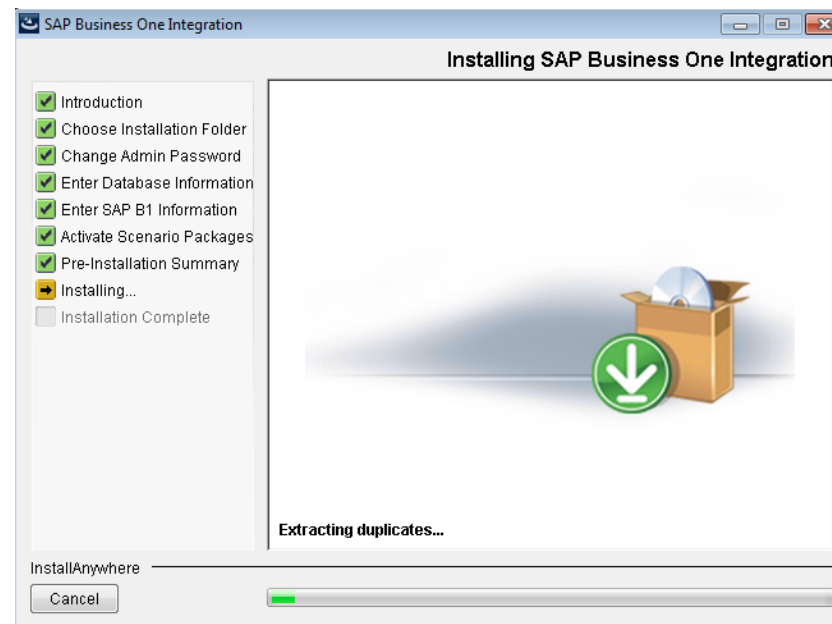 SAP Business One Integration
Installing SAP Business One Integration
Introduction
Choose Installation Folder
Change Admin Password
Enter Database Information
Enter SAP B1 Information
Activate Scenario Packages
Pre-Installation Summary
Installing...
Installation Complete
Extracting duplicates...
InstallAnywhere
Cancel